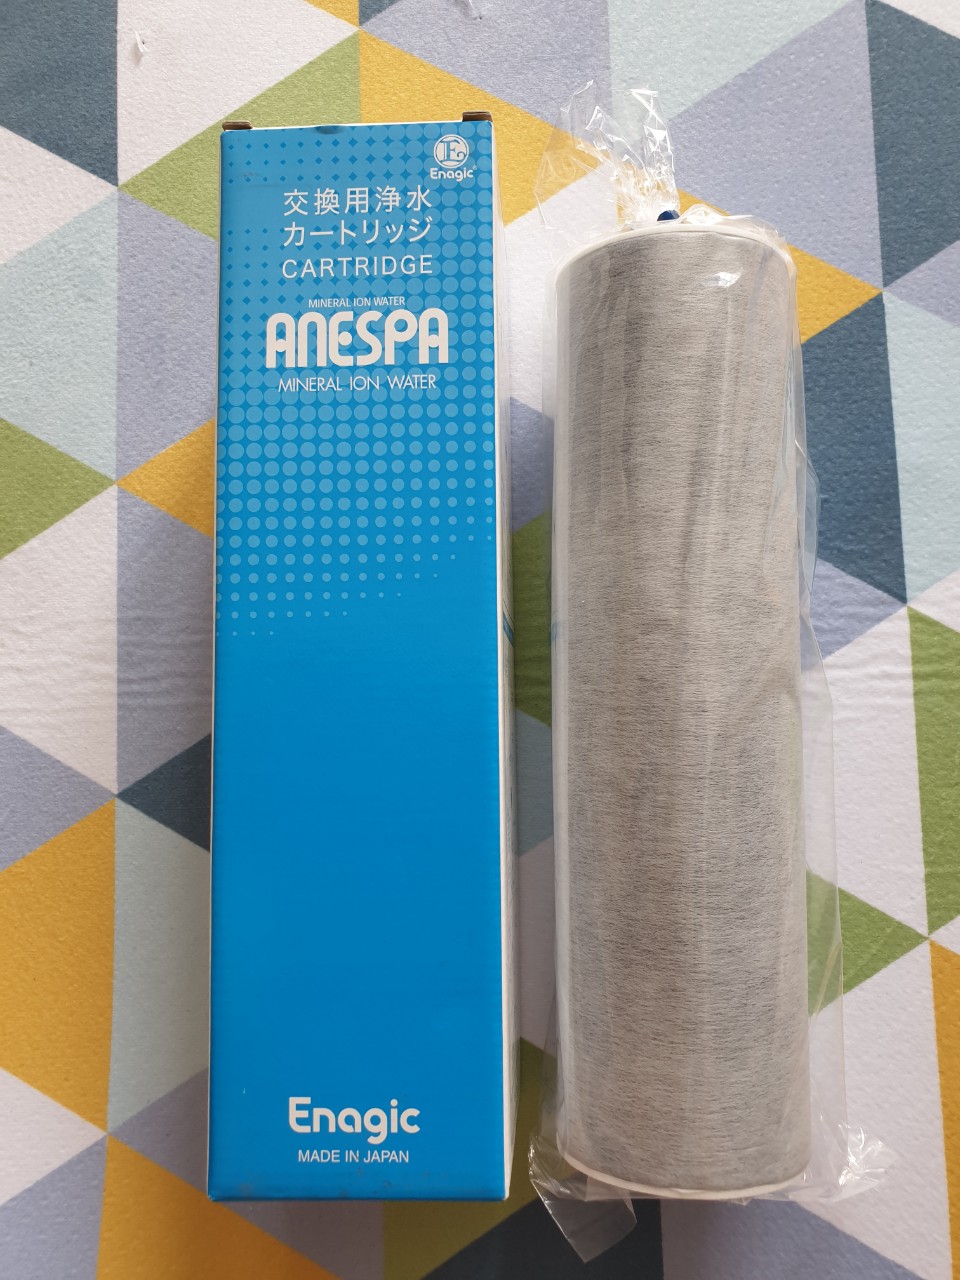 Enagic
交換用浄水
カートリッジ
CARTRIDGE
MINERAL ION WATER
ANESPA
MINERAL ION WATER
Enagic
MADE IN JAPAN